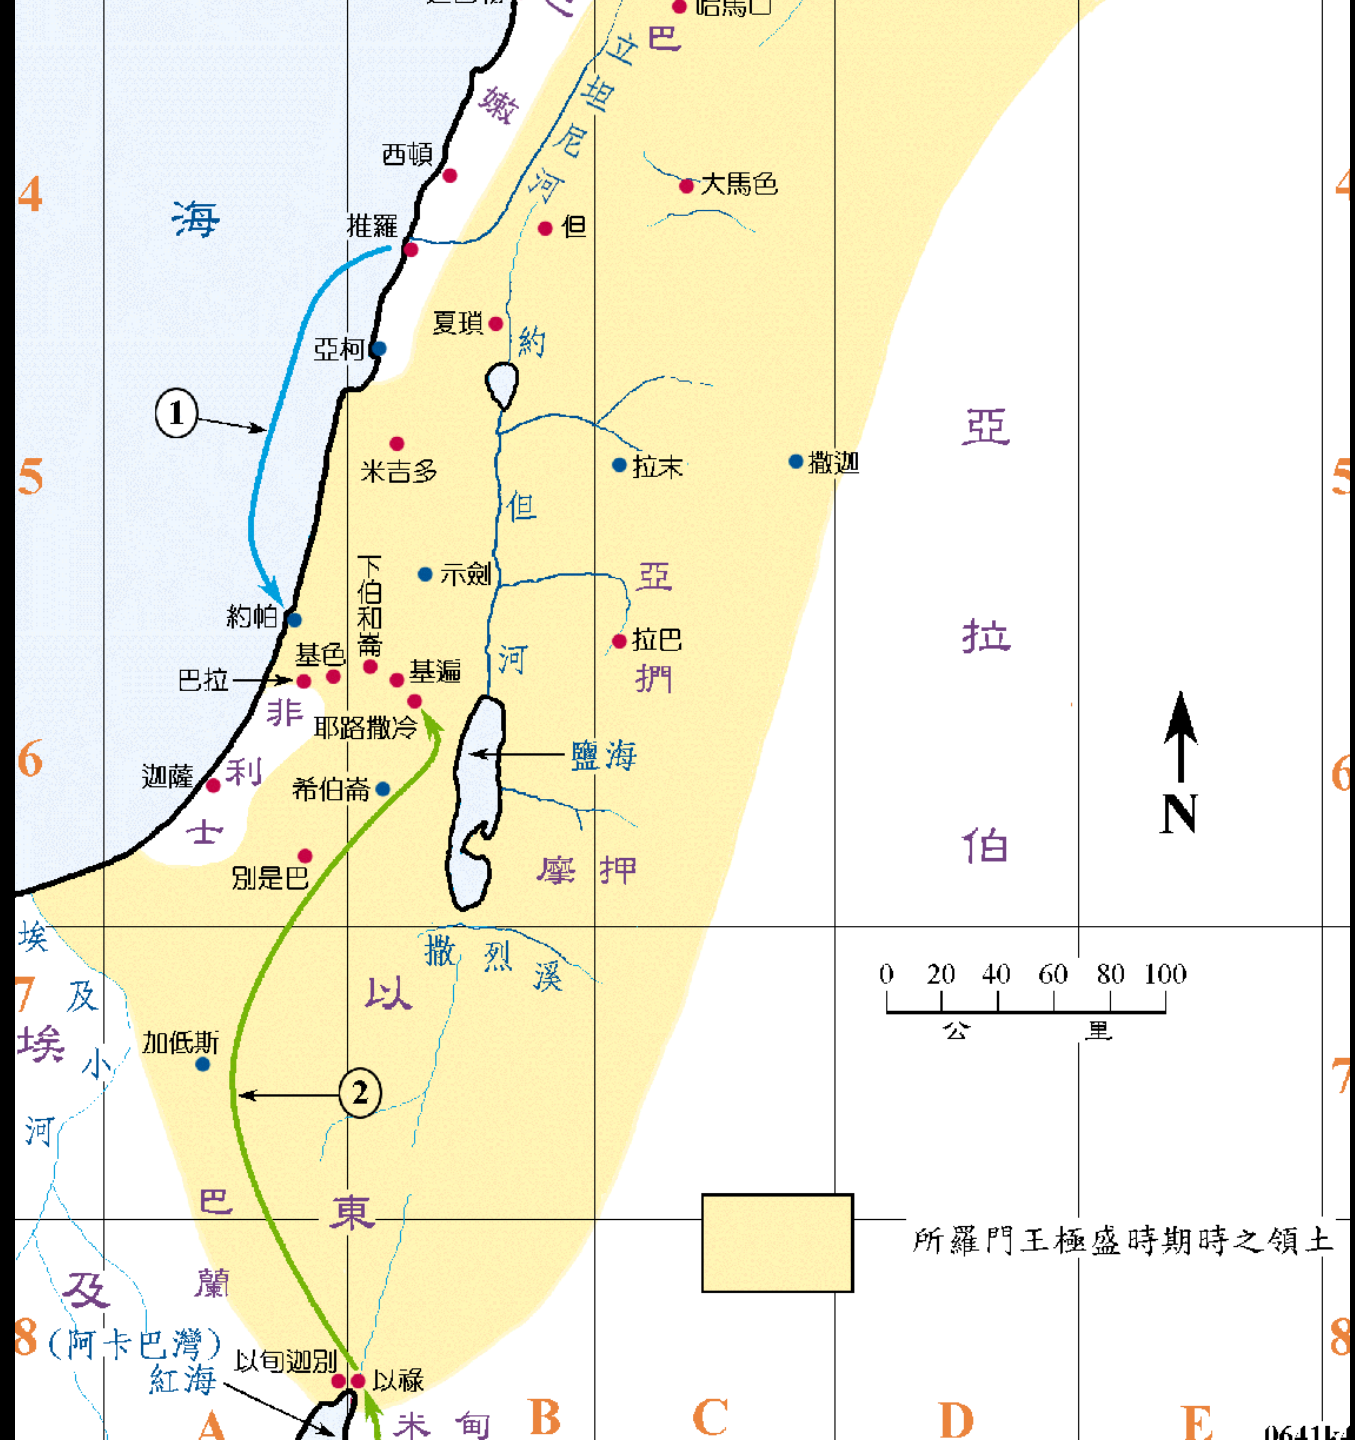 哈馬口
巴
嫩
立坦尼河
西頓
4
海
大馬色
4
推羅
但
夏瑣
約
亞柯
1
亞
米吉多
5
拉末
撒迦
5
但
示劍
下伯和崙
亞
約帕
拉
拉巴
基色
河
基遍
巴拉
捫
非
耶路撒冷
鹽海
6
迦薩
利
6
希伯崙
N
士
伯
別是巴
摩押
埃
撒烈溪
以
0 20 40 60 80 100
7
及
公里
加低斯
埃
小
7
2
河
巴
東
所羅門王極盛時期時之領土
及
蘭
8
(阿卡巴灣)
8
以旬迦別
紅海
以祿
A
米甸
B
C
D
E